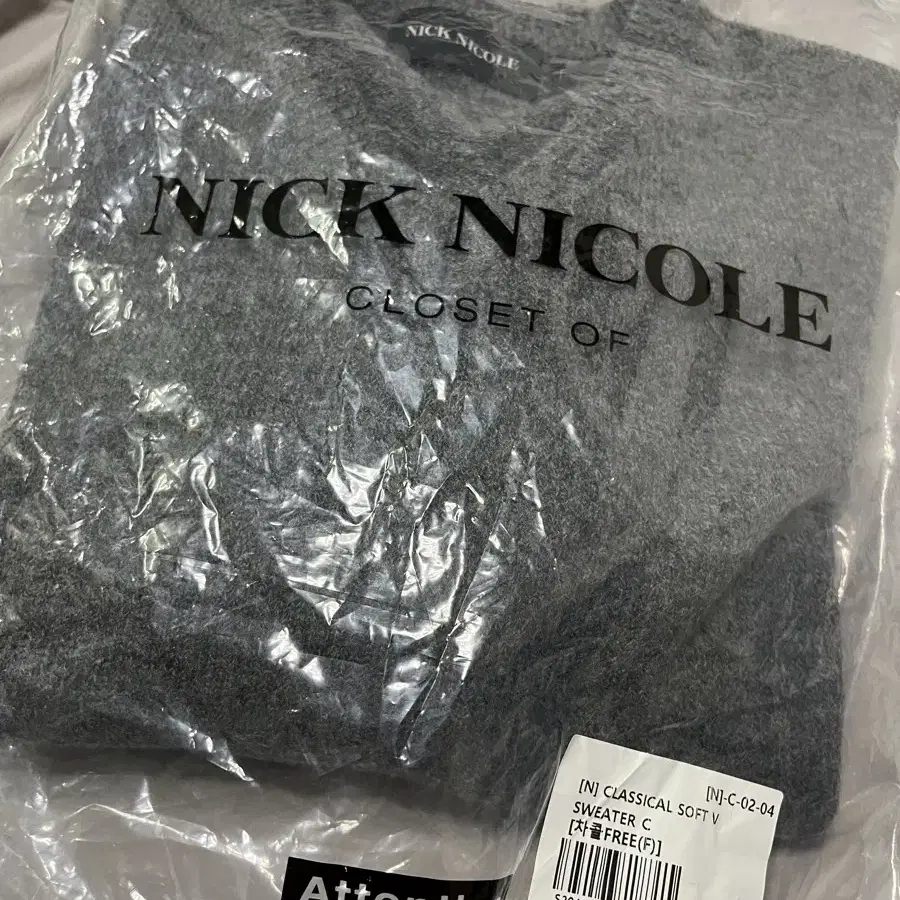 NICK NICOLE
NICK NICOLE
CLOSET OF
[N] CLASSICAL SOFT V
[N]-C-02-04
SWEATER C
[차콜FREE(F)]